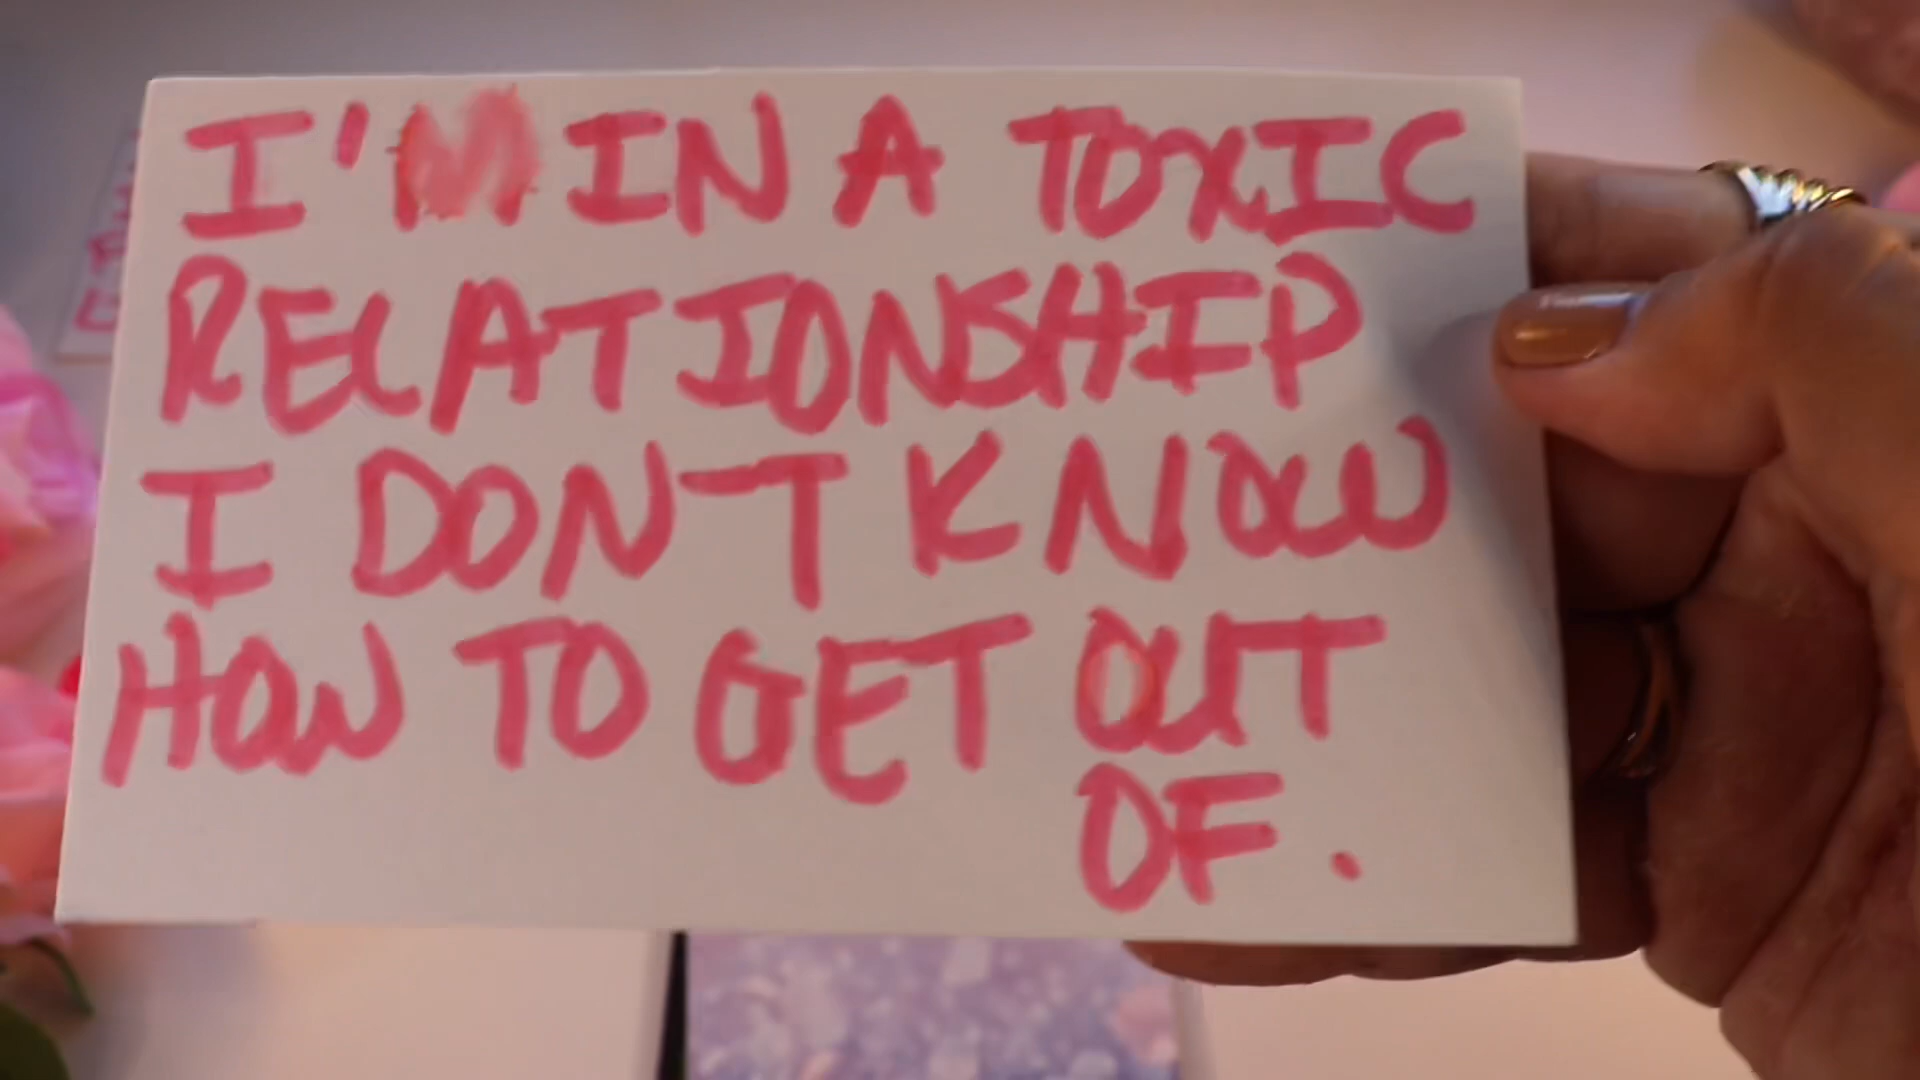 I'M IN A TOXIC
RELATIONSHIP
I DON'T KNOW
HOW TO GET OUT
OF.